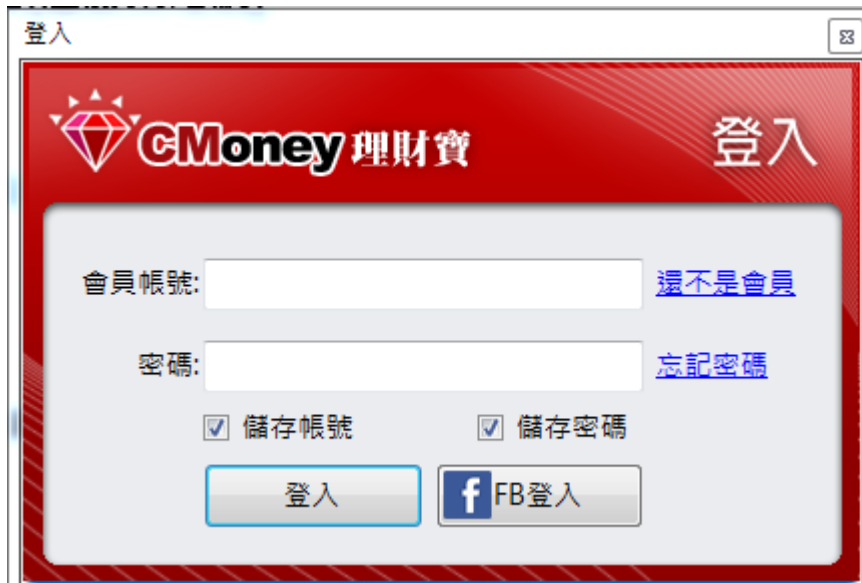 登入
CMoney 理財寶 登入
會員帳號: 還不是會員
密碼: 忘記密碼
儲存帳號 儲存密碼
登入 FB登入